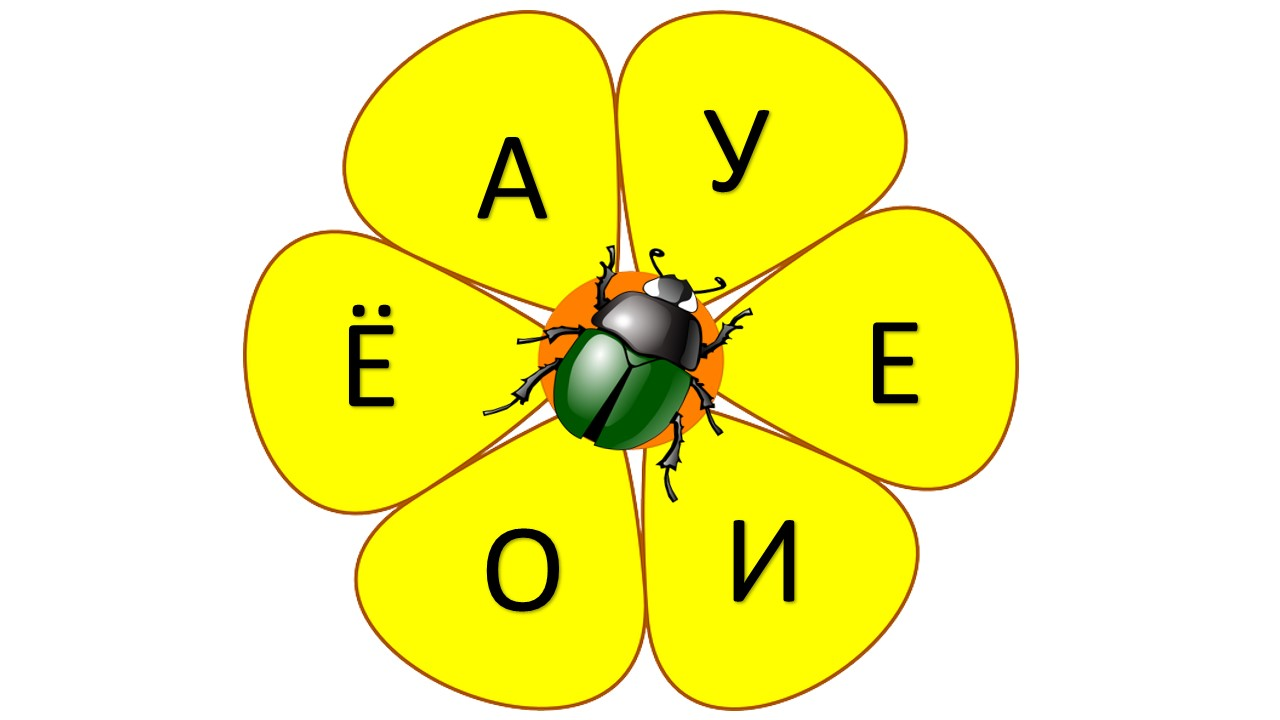 А У
Ё Е
О И